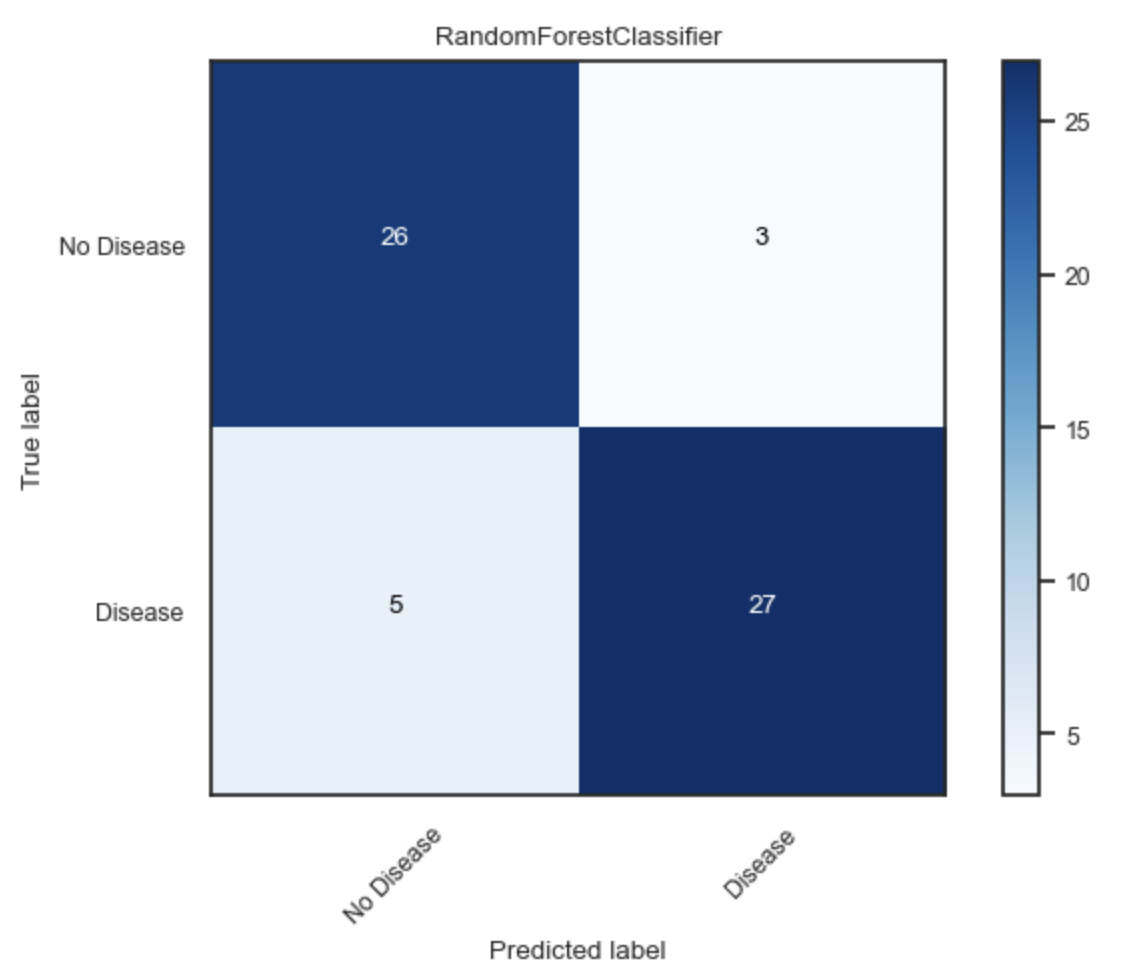 RandomForestClassifier
No Disease
26
3
25
20
15
10
5
True label
Disease
5
27
No Disease
Disease
Predicted label